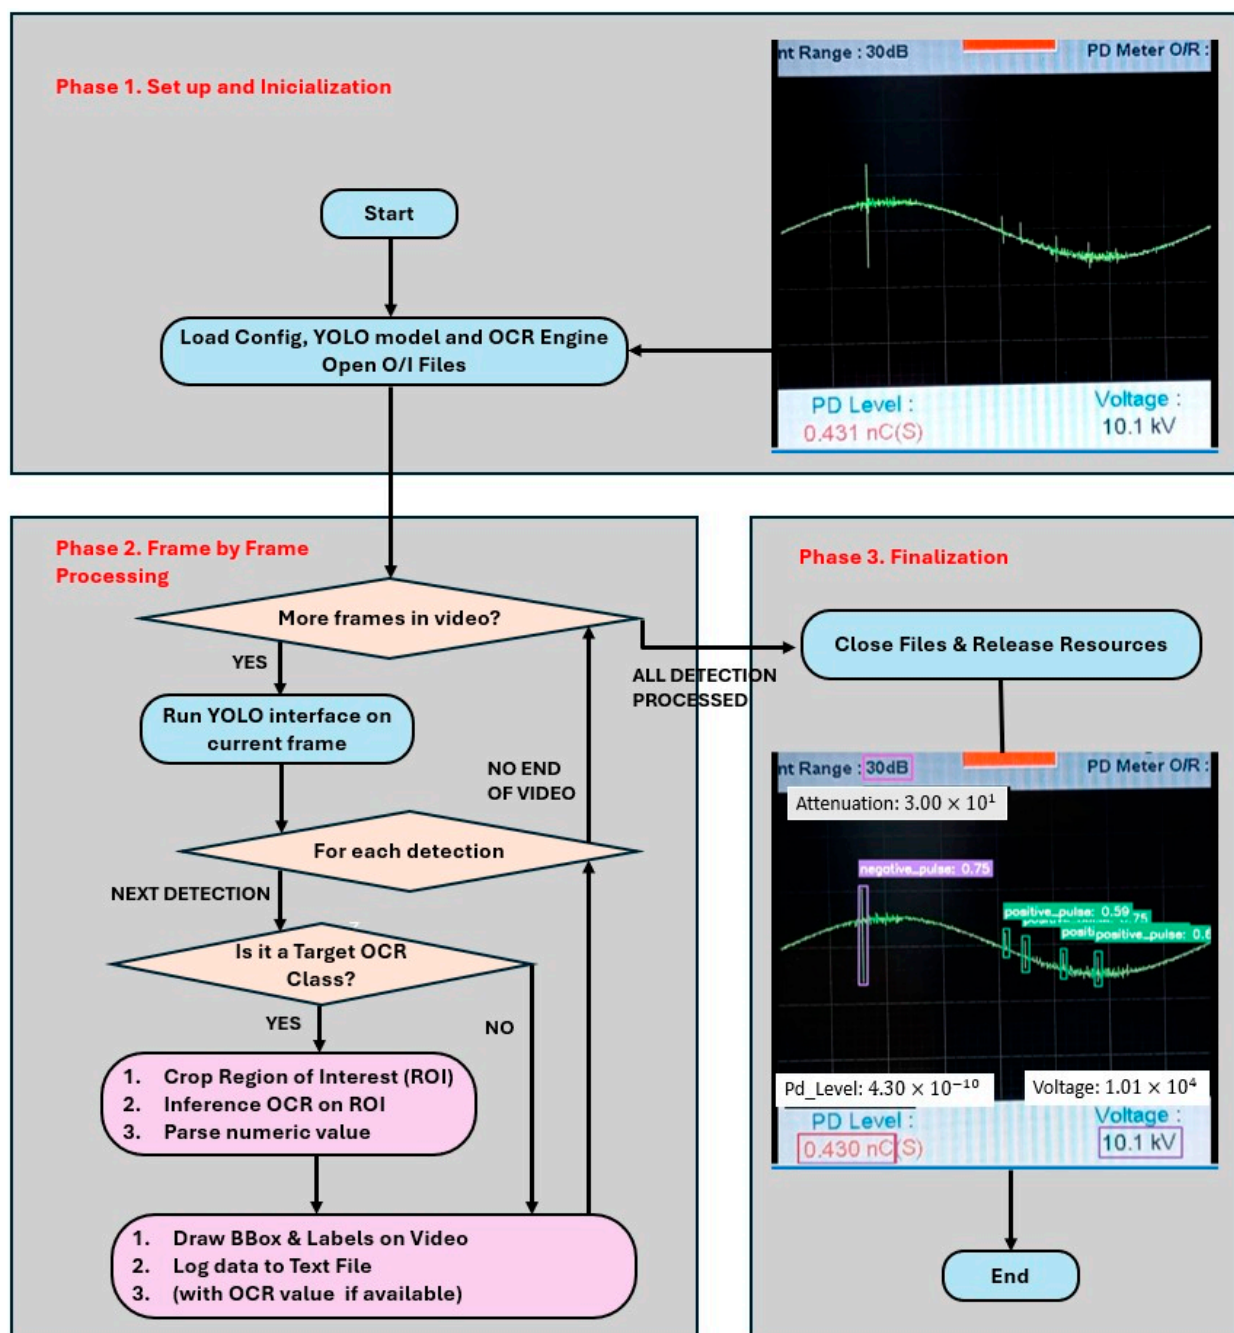 Phase 1. Set up and Inicialization
nt Range : 30dB
PD Meter O/R :
Start
Load Config, YOLO model and OCR Engine
Open O/I Files
PD Level :
0.431 nC(S)
Voltage :
10.1 kV
Phase 2. Frame by Frame
Processing
More frames in video?
YES
ALL DETECTION
PROCESSED
Run YOLO interface on
current frame
NO END
OF VIDEO
For each detection
NEXT DETECTION
Is it a Target OCR
Class?
YES
NO
1. Crop Region of Interest (ROI)
2. Inference OCR on ROI
3. Parse numeric value
1. Draw BBox & Labels on Video
2. Log data to Text File
3. (with OCR value if available)
Phase 3. Finalization
Close Files & Release Resources
nt Range : 30dB
PD Meter O/R :
Attenuation: 3.00 × 10¹
negative_pulse: 0.75
positive_pulse: 0.59
75
positi
positive_pulse: 0.6
Pd_Level: 4.30 × 10⁻¹⁰
Voltage: 1.01 × 10⁴
PD Level :
0.430 nC(S)
Voltage :
10.1 kV
End